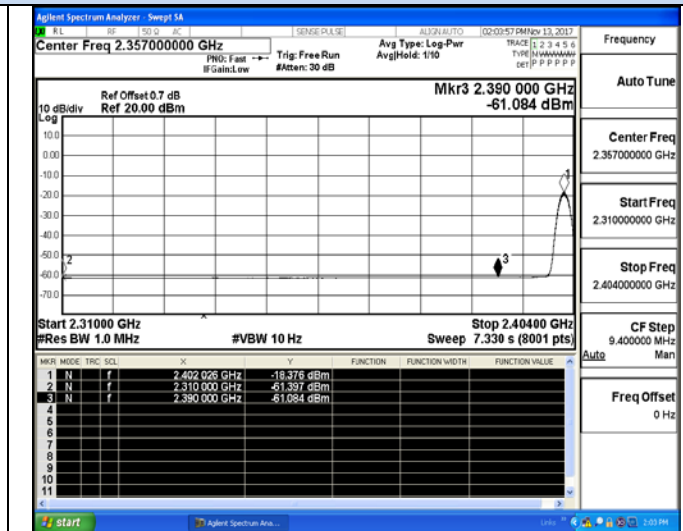 Agilent Spectrum Analyzer - Swept SA
RL RF 50 Ω AC SENSE:PULSE ALIGN AUTO 02:03:57 PM Nov 13, 2017
Center Freq 2.357000000 GHz
PNO: Fast
IFGain:Low
Trig: Free Run
#Atten: 30 dB
Avg Type: Log-Pwr
Avg|Hold: 1/10
TRACE 1 2 3 4 5 6
TYPE
DET P P P P P P
Ref Offset 0.7 dB
Ref 20.00 dBm
10 dB/div
Log
Mkr3 2.390 000 GHz
-61.084 dBm
10.0
0.00
-10.0
-20.0
-30.0
-40.0
-50.0
-60.0
-70.0
1
2
3
Start 2.31000 GHz
Stop 2.40400 GHz
#Res BW 1.0 MHz #VBW 10 Hz Sweep 7.330 s (8001 pts)
MKR MODE TRC SCL X Y FUNCTION FUNCTION WIDTH FUNCTION VALUE
1 N f 2.402 026 GHz -18.376 dBm
2 N f 2.310 000 GHz -61.397 dBm
3 N f 2.390 000 GHz -61.084 dBm
4
5
6
7
8
9
10
11
Frequency
Auto Tune
Center Freq
2.357000000 GHz
Start Freq
2.310000000 GHz
Stop Freq
2.404000000 GHz
CF Step
9.400000 MHz
Auto Man
Freq Offset
0 Hz
start
Agilent Spectrum Ana...
Links
2:03 PM